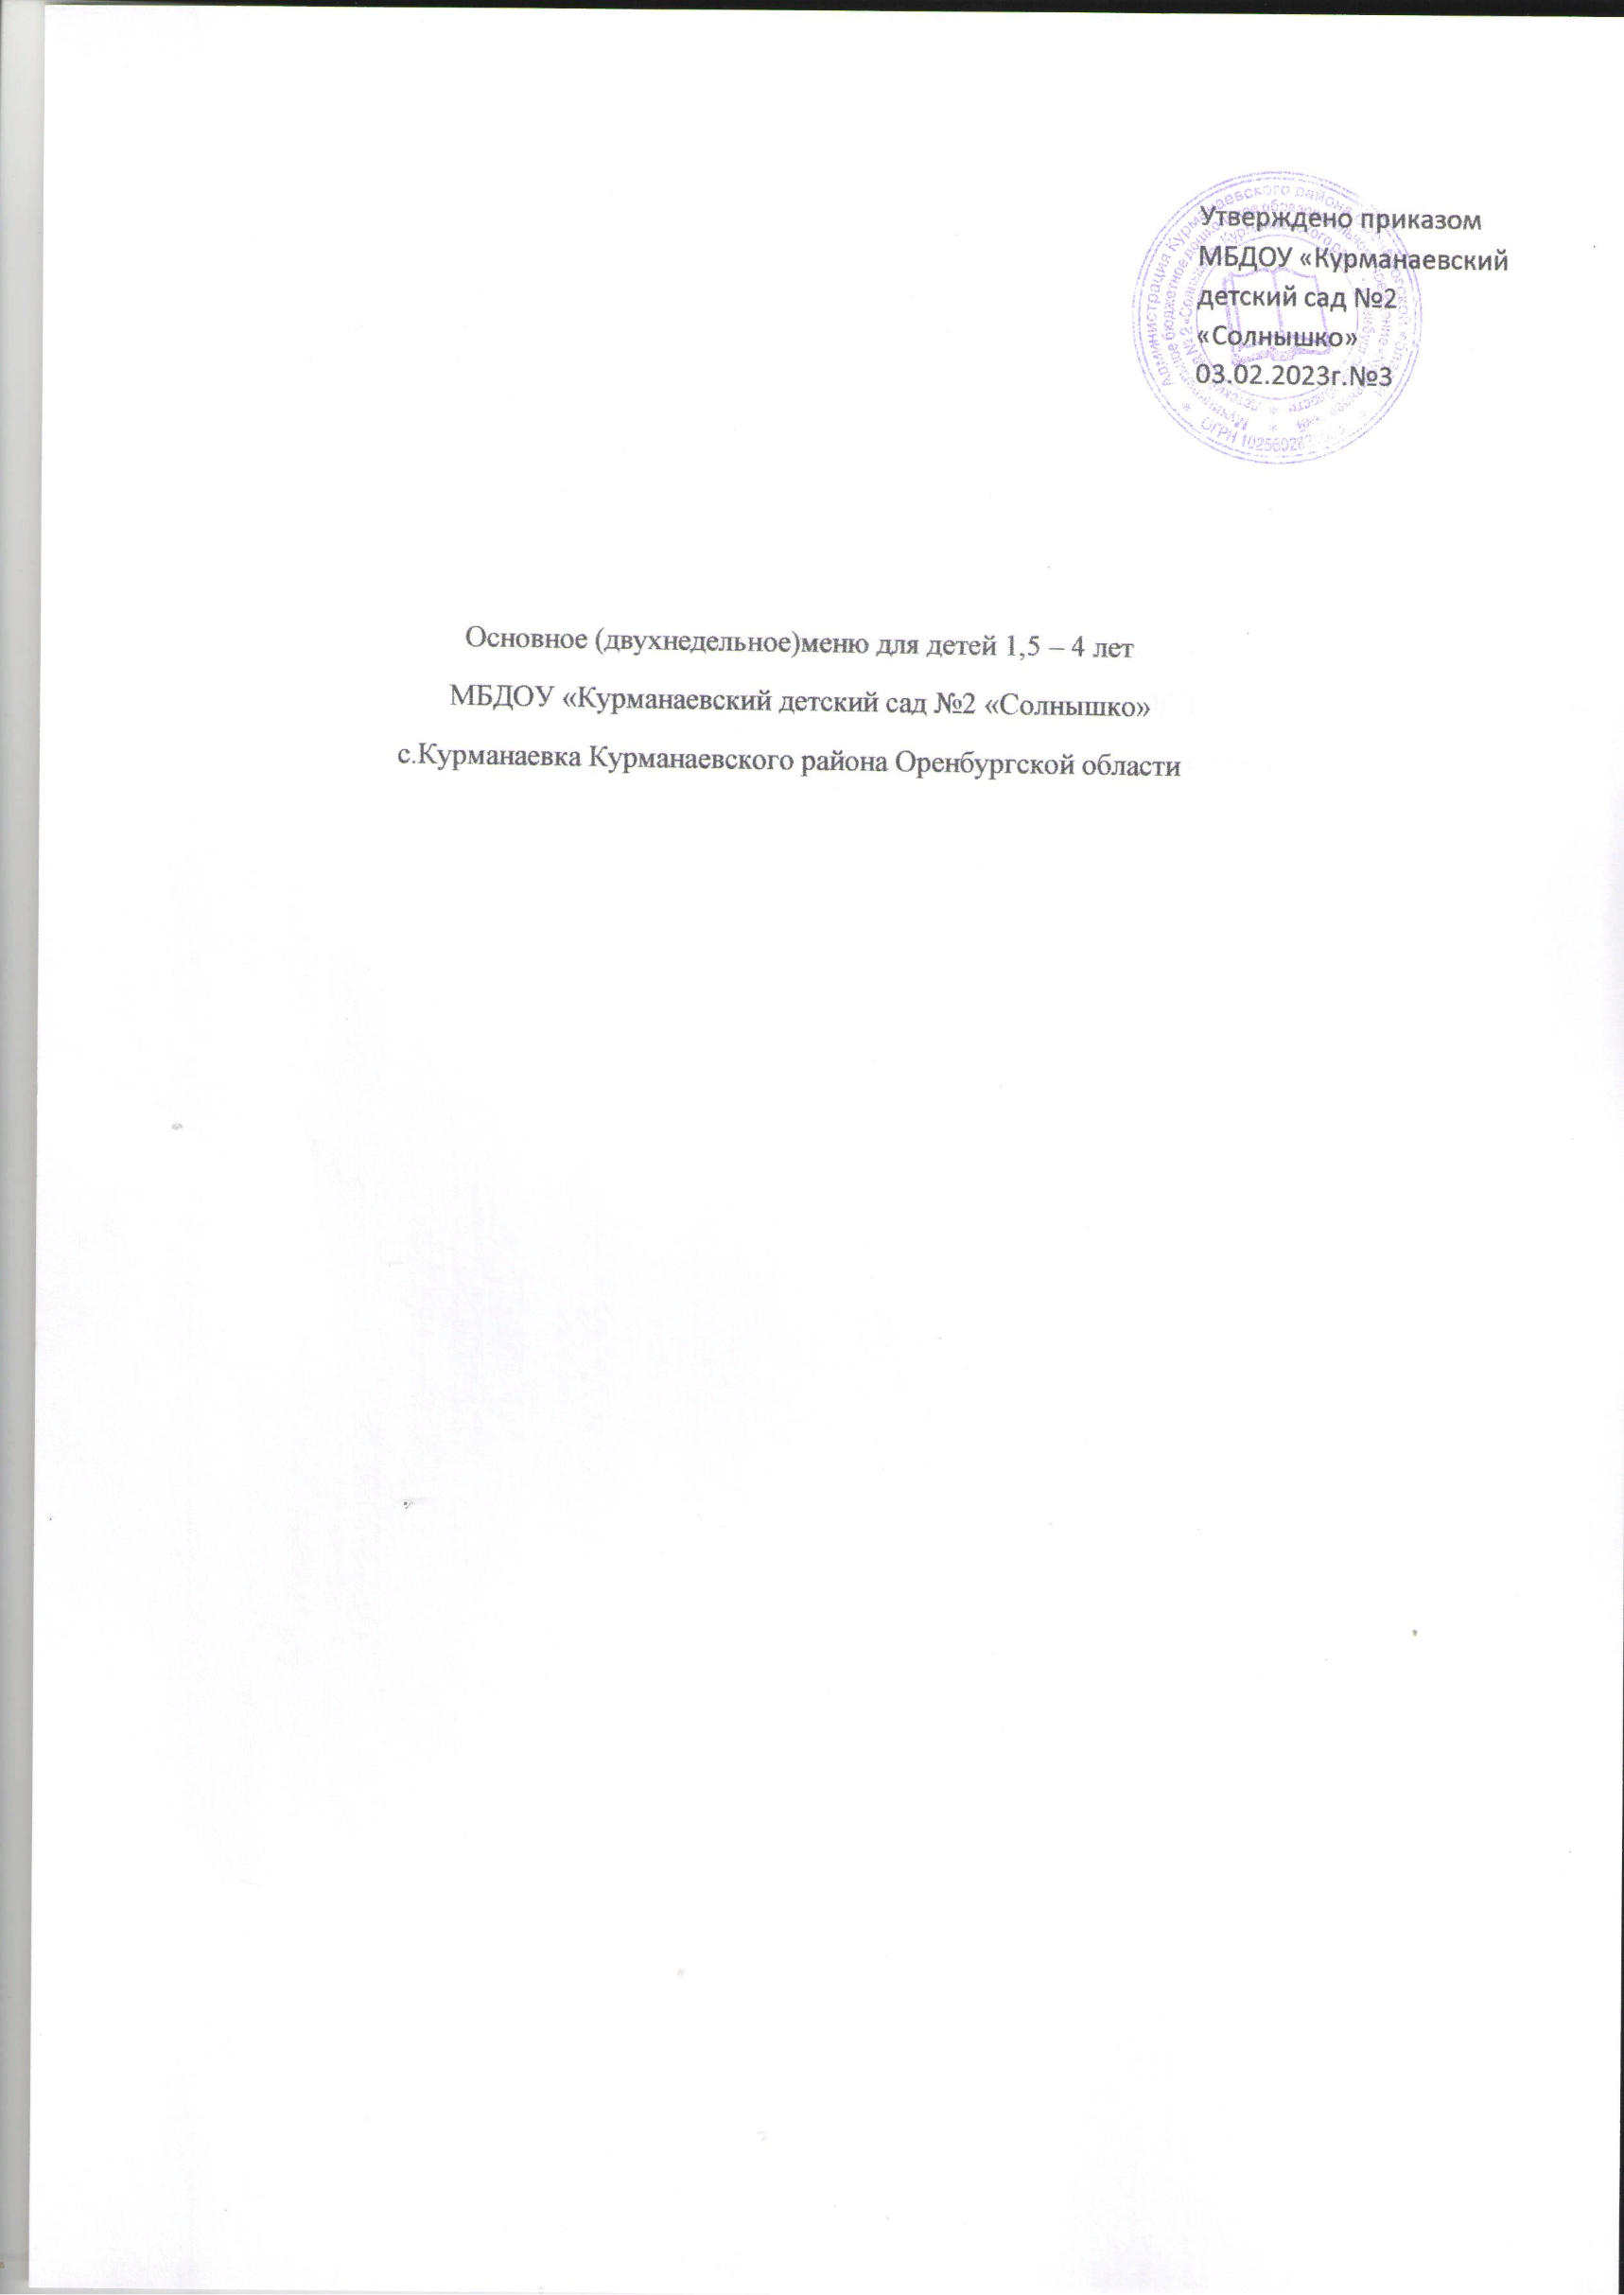 Утверждено приказом
МБДОУ «Курманаевский
детский сад №2
«Солнышко»
03.02.2023г.№3
Основное (двухнедельное)меню для детей 1,5 – 4 лет
МБДОУ «Курманаевский детский сад №2 «Солнышко»
с.Курманаевка Курманаевского района Оренбургской области